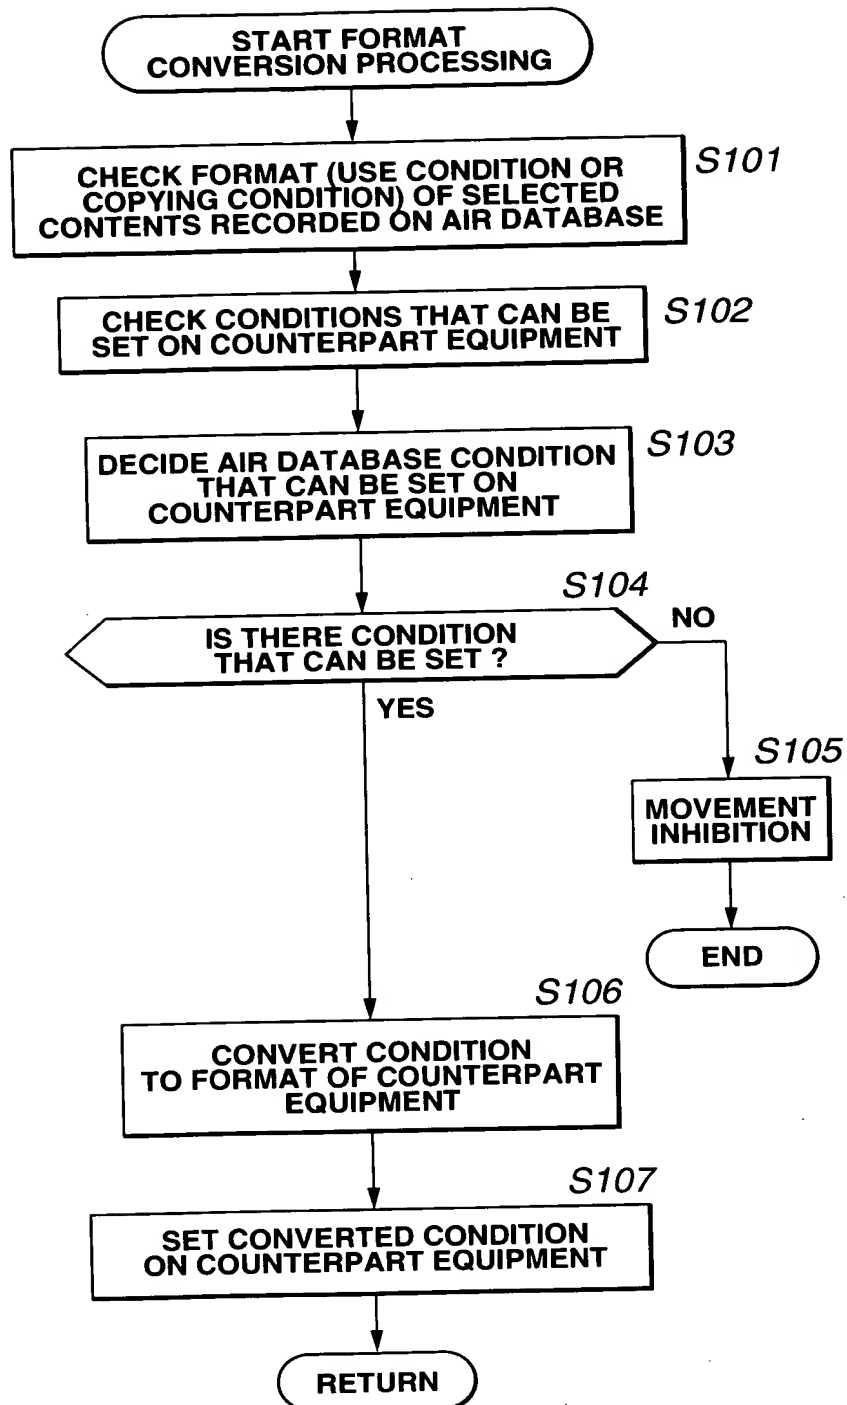 START FORMAT
CONVERSION PROCESSING
CHECK FORMAT (USE CONDITION OR
COPYING CONDITION) OF SELECTED
CONTENTS RECORDED ON AIR DATABASE
S101
CHECK CONDITIONS THAT CAN BE
SET ON COUNTERPART EQUIPMENT
S102
DECIDE AIR DATABASE CONDITION
THAT CAN BE SET ON
COUNTERPART EQUIPMENT
S103
S104
IS THERE CONDITION
THAT CAN BE SET ?
NO
YES
S105
MOVEMENT
INHIBITION
END
S106
CONVERT CONDITION
TO FORMAT OF COUNTERPART
EQUIPMENT
S107
SET CONVERTED CONDITION
ON COUNTERPART EQUIPMENT
RETURN